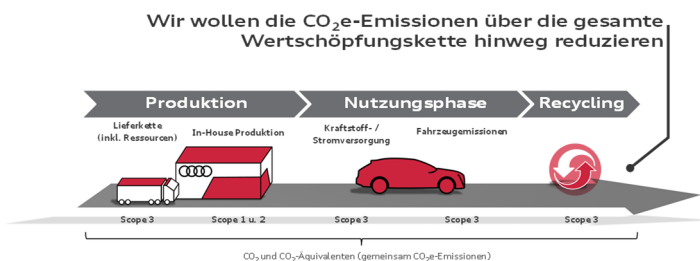 Wir wollen die CO₂e-Emissionen über die gesamte
Wertschöpfungskette hinweg reduzieren
Produktion
Nutzungsphase
Recycling
Lieferkette
(inkl. Ressourcen)
In-House Produktion
Kraftstoff- /
Stromversorgung
Fahrzeugemissionen
Scope 3
Scope 1 u. 2
Scope 3
Scope 3
Scope 3
CO₂ und CO₂-Äquivalenten (gemeinsam CO₂e-Emissionen)